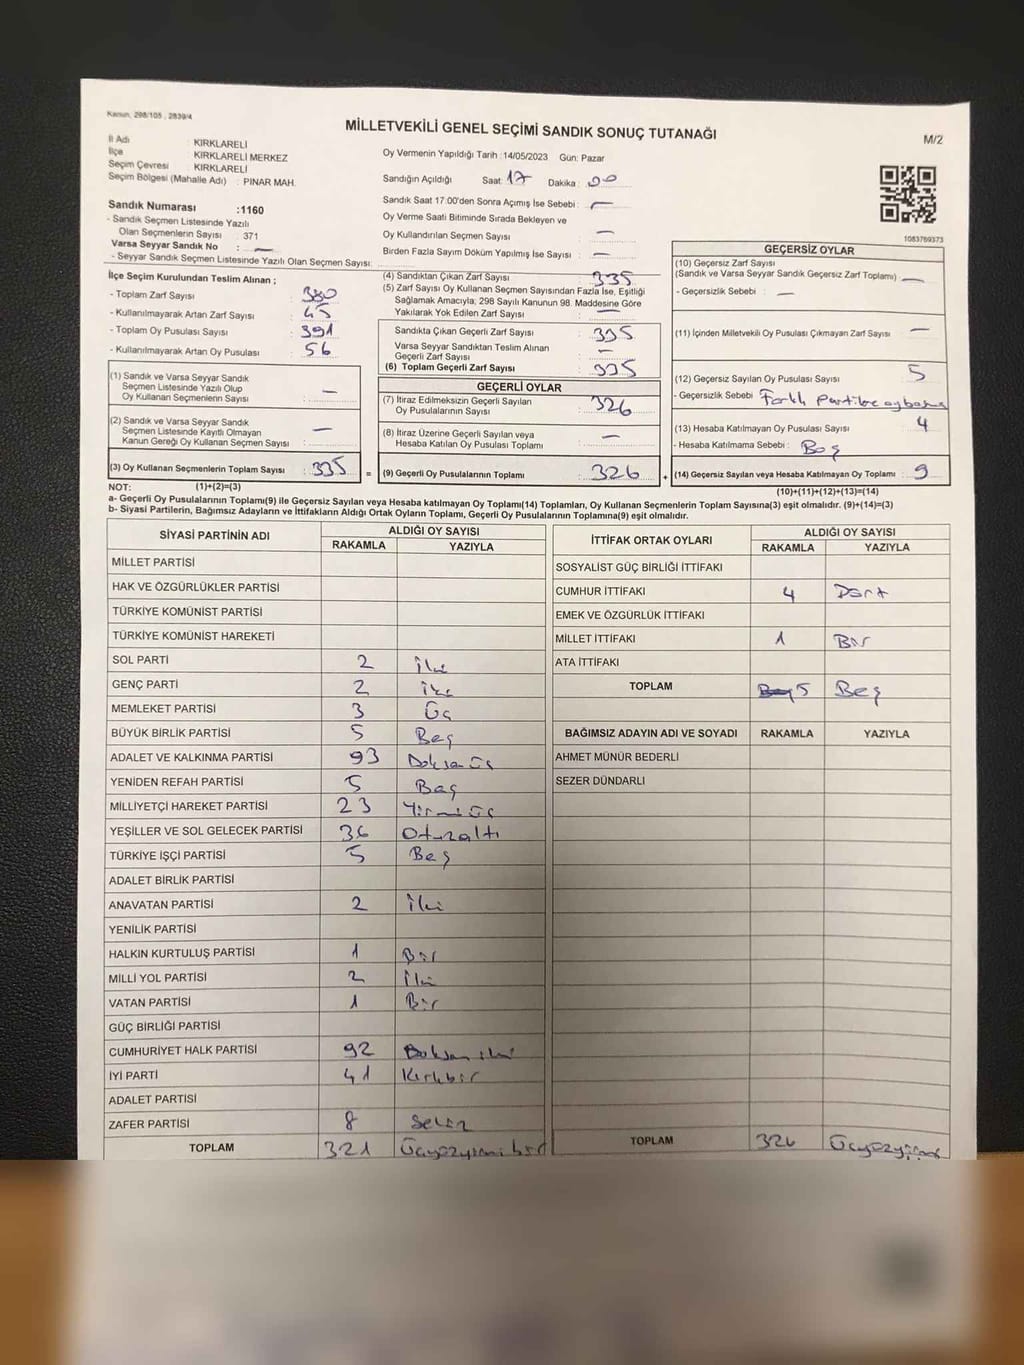 Kanun, 298/105 , 2839/4
MİLLETVEKİLİ GENEL SEÇİMİ SANDIK SONUÇ TUTANAĞI
M/2
İl Adı : KIRKLARELİ
İlçe : KIRKLARELİ MERKEZ
Seçim Çevresi : KIRKLARELİ
Seçim Bölgesi (Mahalle Adı) : PINAR MAH.
Oy Vermenin Yapıldığı Tarih :14/05/2023 Gün: Pazar
Sandığın Açıldığı Saat: 17 Dakika : 00
Sandık Saat 17:00'den Sonra Açımış İse Sebebi : —
Oy Verme Saati Bitiminde Sırada Bekleyen ve
Oy Kullandırılan Seçmen Sayısı : —
Birden Fazla Sayım Döküm Yapılmış İse Sayısı : —
Sandık Numarası :1160
- Sandık Seçmen Listesinde Yazılı
Olan Seçmenlerin Sayısı : 371
Varsa Seyyar Sandık No : —
- Seyyar Sandık Seçmen Listesinde Yazılı Olan Seçmen Sayısı:
1083769373
İlçe Seçim Kurulundan Teslim Alınan ;
- Toplam Zarf Sayısı : 380
- Kullanılmayarak Artan Zarf Sayısı : 45
- Toplam Oy Pusulası Sayısı : 391
- Kullanılmayarak Artan Oy Pusulası : 56
(1) Sandık ve Varsa Seyyar Sandık
Seçmen Listesinde Yazılı Olup
Oy Kullanan Seçmenlerin Sayısı : —
(2) Sandık ve Varsa Seyyar Sandık
Seçmen Listesinde Kayıtlı Olmayan
Kanun Gereği Oy Kullanan Seçmen Sayısı : —
(3) Oy Kullanan Seçmenlerin Toplam Sayısı : 335
(1)+(2)=(3)
(4) Sandıktan Çıkan Zarf Sayısı : 335
(5) Zarf Sayısı Oy Kullanan Seçmen Sayısından Fazla İse, Eşitliği
Sağlamak Amacıyla; 298 Sayılı Kanunun 98. Maddesine Göre
Yakılarak Yok Edilen Zarf Sayısı : —
Sandıkta Çıkan Geçerli Zarf Sayısı : 335
Varsa Seyyar Sandıktan Teslim Alınan
Geçerli Zarf Sayısı : —
(6) Toplam Geçerli Zarf Sayısı : 335
GEÇERLİ OYLAR
(7) İtiraz Edilmeksizin Geçerli Sayılan
Oy Pusulalarının Sayısı : 326
(8) İtiraz Üzerine Geçerli Sayılan veya
Hesaba Katılan Oy Pusulası Toplamı : —
= (9) Geçerli Oy Pusulalarının Toplamı : 326 +
GEÇERSİZ OYLAR
(10) Geçersiz Zarf Sayısı
(Sandık ve Varsa Seyyar Sandık Geçersiz Zarf Toplamı) : —
- Geçersizlik Sebebi : —
(11) İçinden Milletvekili Oy Pusulası Çıkmayan Zarf Sayısı : —
(12) Geçersiz Sayılan Oy Pusulası Sayısı : 5
- Geçersizlik Sebebi : Farklı Partilere oy
(13) Hesaba Katılmayan Oy Pusulası Sayısı : 4
- Hesaba Katılmama Sebebi : Boş
(14) Geçersiz Sayılan veya Hesaba Katılmayan Oy Toplamı : 9
(10)+(11)+(12)+(13)=(14)
NOT:
a- Geçerli Oy Pusulalarının Toplamı(9) ile Geçersiz Sayılan veya Hesaba katılmayan Oy Toplamı(14) Toplamları, Oy Kullanan Seçmenlerin Toplam Sayısına(3) eşit olmalıdır. (9)+(14)=(3)
b- Siyasi Partilerin, Bağımsız Adayların ve İttifakların Aldığı Ortak Oyların Toplamı, Geçerli Oy Pusulalarının Toplamına(9) eşit olmalıdır.
SİYASİ PARTİNİN ADI ALDIĞI OY SAYISI
RAKAMLA YAZIYLA
MİLLET PARTİSİ
HAK VE ÖZGÜRLÜKLER PARTİSİ
TÜRKİYE KOMÜNİST PARTİSİ
TÜRKİYE KOMÜNİST HAREKETİ
SOL PARTİ 2 İki
GENÇ PARTİ 2 İki
MEMLEKET PARTİSİ 3 Üç
BÜYÜK BİRLİK PARTİSİ 5 Beş
ADALET VE KALKINMA PARTİSİ 93 Doksan üç
YENİDEN REFAH PARTİSİ 5 Beş
MİLLİYETÇİ HAREKET PARTİSİ 23 Yirmi üç
YEŞİLLER VE SOL GELECEK PARTİSİ 36 Otuzaltı
TÜRKİYE İŞÇİ PARTİSİ 5 Beş
ADALET BİRLİK PARTİSİ
ANAVATAN PARTİSİ 2 İki
YENİLİK PARTİSİ
HALKIN KURTULUŞ PARTİSİ 1 Bir
MİLLİ YOL PARTİSİ 2 İki
VATAN PARTİSİ 1 Bir
GÜÇ BİRLİĞİ PARTİSİ
CUMHURİYET HALK PARTİSİ 92 Doksan iki
İYİ PARTİ 41 Kırkbir
ADALET PARTİSİ
ZAFER PARTİSİ 8 Sekiz
TOPLAM 321 Üçyüzyirmi bir
İTTİFAK ORTAK OYLARI ALDIĞI OY SAYISI
RAKAMLA YAZIYLA
SOSYALİST GÜÇ BİRLİĞİ İTTİFAKI
CUMHUR İTTİFAKI 4 Dört
EMEK VE ÖZGÜRLÜK İTTİFAKI
MİLLET İTTİFAKI 1 Bir
ATA İTTİFAKI
TOPLAM 5 Beş
BAĞIMSIZ ADAYIN ADI VE SOYADI RAKAMLA YAZIYLA
AHMET MÜNÜR BEDERLİ
SEZER DÜNDARLI
TOPLAM 326